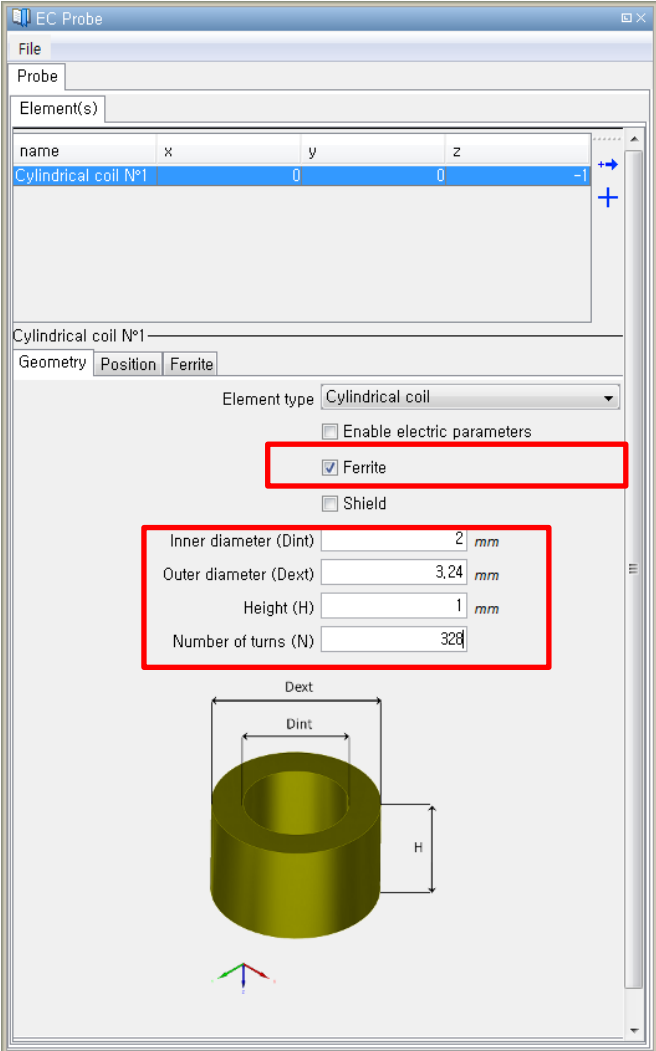 EC Probe
File
Probe
Element(s)
name x y z
Cylindrical coil Nº1 0 0 -1
Cylindrical coil Nº1
Geometry Position Ferrite
Element type Cylindrical coil
Enable electric parameters
Ferrite
Shield
Inner diameter (Dint) 2 mm
Outer diameter (Dext) 3,24 mm
Height (H) 1 mm
Number of turns (N) 328
Dext
Dint
H